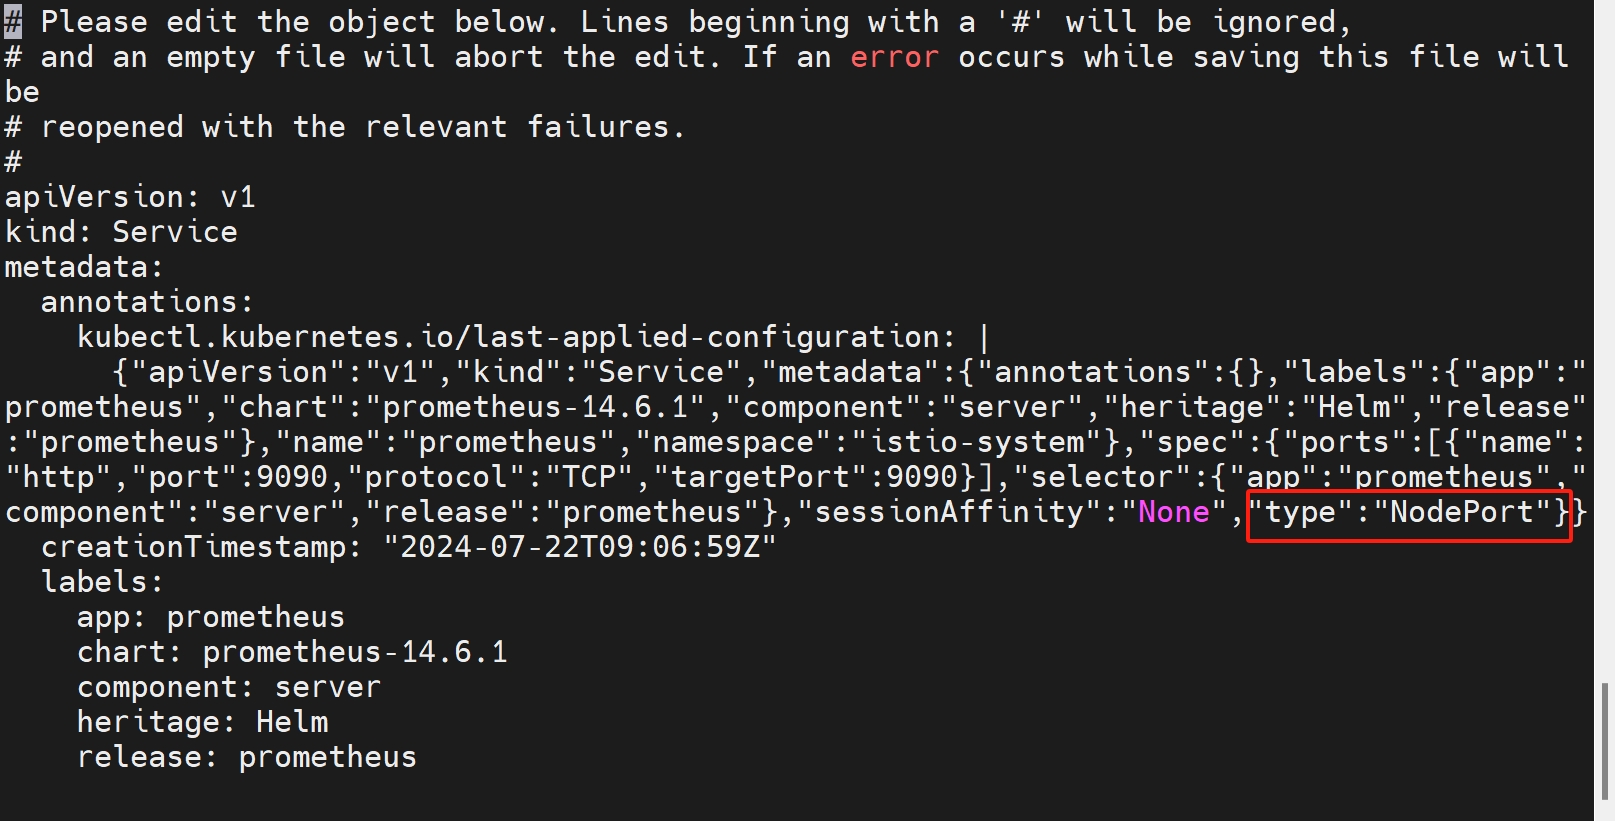 # Please edit the object below. Lines beginning with a '#' will be ignored,
# and an empty file will abort the edit. If an error occurs while saving this file will
be
# reopened with the relevant failures.
#
apiVersion: v1
kind: Service
metadata:
  annotations:
    kubectl.kubernetes.io/last-applied-configuration: |
      {"apiVersion":"v1","kind":"Service","metadata":{"annotations":{},"labels":{"app":"
prometheus","chart":"prometheus-14.6.1","component":"server","heritage":"Helm","release"
:"prometheus"},"name":"prometheus","namespace":"istio-system"},"spec":{"ports":[{"name":
"http","port":9090,"protocol":"TCP","targetPort":9090}],"selector":{"app":"prometheus","
component":"server","release":"prometheus"},"sessionAffinity":"None","type":"NodePort"}}
  creationTimestamp: "2024-07-22T09:06:59Z"
  labels:
    app: prometheus
    chart: prometheus-14.6.1
    component: server
    heritage: Helm
    release: prometheus